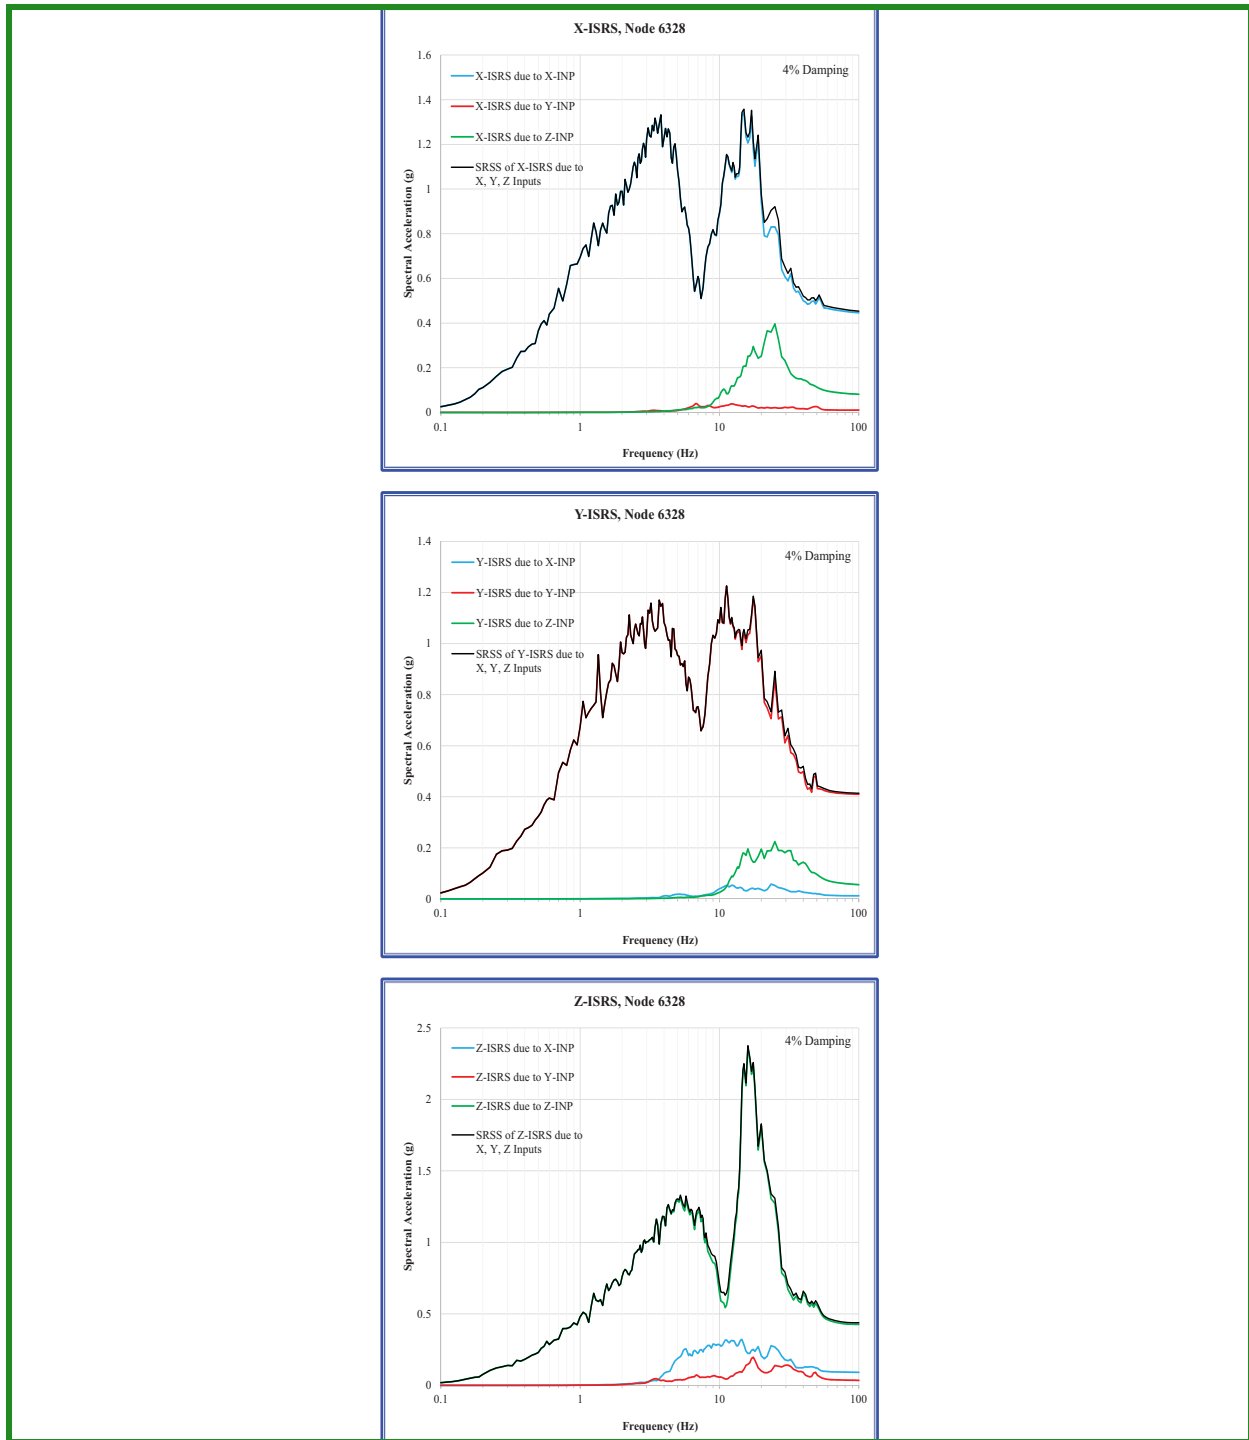 X-ISRS, Node 6328
4% Damping
X-ISRS due to X-INP
X-ISRS due to Y-INP
X-ISRS due to Z-INP
SRSS of X-ISRS due to
X, Y, Z Inputs
Spectral Acceleration (g)
1.6
1.4
1.2
1
0.8
0.6
0.4
0.2
0
0.1
1
10
100
Frequency (Hz)
Y-ISRS, Node 6328
4% Damping
Y-ISRS due to X-INP
Y-ISRS due to Y-INP
Y-ISRS due to Z-INP
SRSS of Y-ISRS due to
X, Y, Z Inputs
Spectral Acceleration (g)
1.4
1.2
1
0.8
0.6
0.4
0.2
0
0.1
1
10
100
Frequency (Hz)
Z-ISRS, Node 6328
4% Damping
Z-ISRS due to X-INP
Z-ISRS due to Y-INP
Z-ISRS due to Z-INP
SRSS of Z-ISRS due to
X, Y, Z Inputs
Spectral Acceleration (g)
2.5
2
1.5
1
0.5
0
0.1
1
10
100
Frequency (Hz)